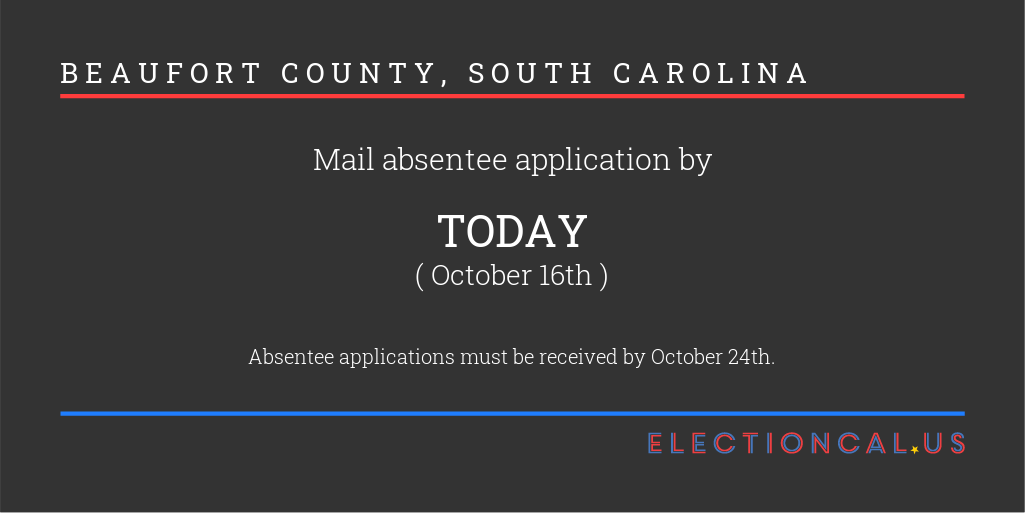 BEAUFORT COUNTY, SOUTH CAROLINA
Mail absentee application by
TODAY
( October 16th )
Absentee applications must be received by October 24th.
ELECTIONCAL.US